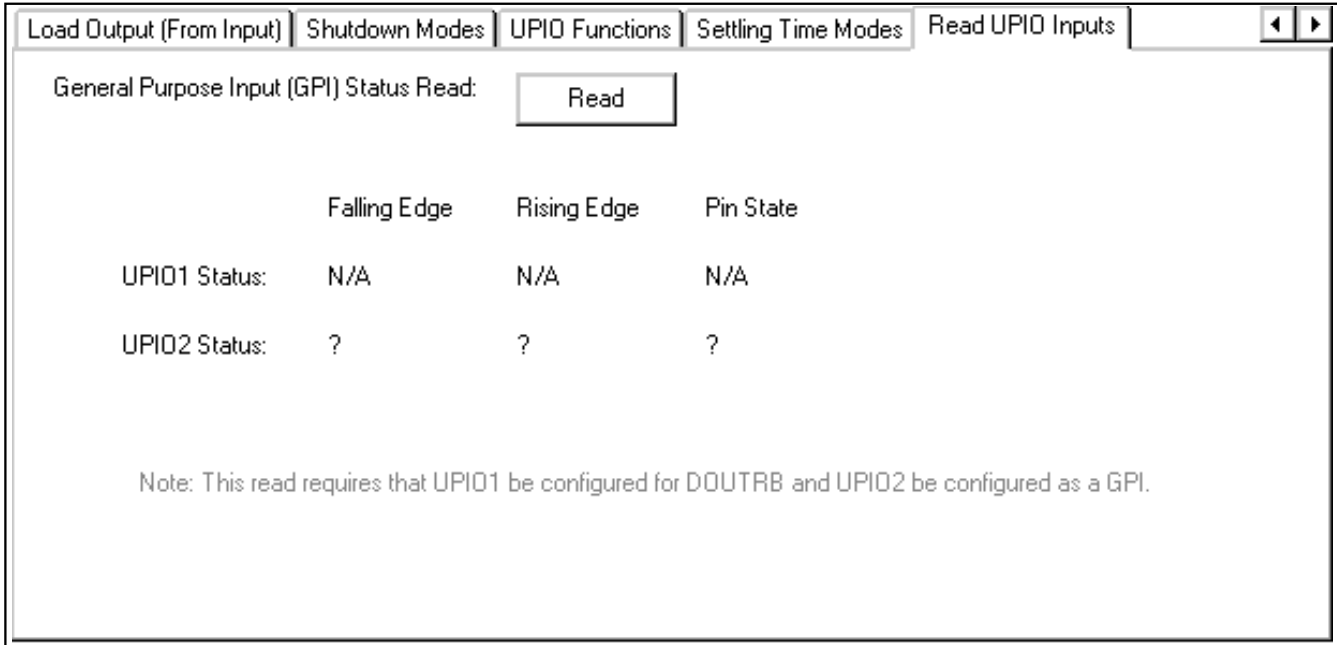 Load Output (From Input) Shutdown Modes UPIO Functions Settling Time Modes Read UPIO Inputs
General Purpose Input (GPI) Status Read: Read
Falling Edge Rising Edge Pin State
UPIO1 Status: N/A N/A N/A
UPIO2 Status: ? ? ?
Note: This read requires that UPIO1 be configured for DOUTRB and UPIO2 be configured as a GPI.